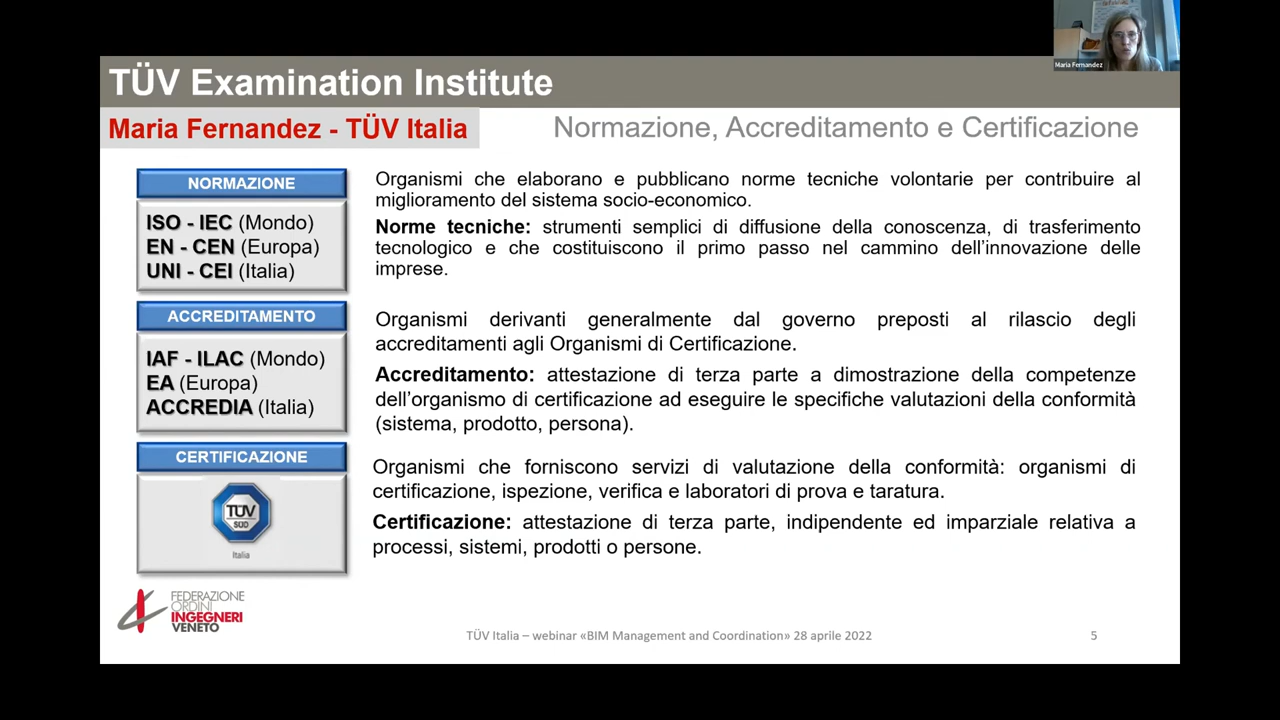 Maria Fernandez
TÜV Examination Institute
Maria Fernandez - TÜV Italia
Normazione, Accreditamento e Certificazione
NORMAZIONE
ISO - IEC (Mondo)
EN - CEN (Europa)
UNI - CEI (Italia)
Organismi che elaborano e pubblicano norme tecniche volontarie per contribuire al
miglioramento del sistema socio-economico.
Norme tecniche: strumenti semplici di diffusione della conoscenza, di trasferimento
tecnologico e che costituiscono il primo passo nel cammino dell’innovazione delle
imprese.
ACCREDITAMENTO
IAF - ILAC (Mondo)
EA (Europa)
ACCREDIA (Italia)
Organismi derivanti generalmente dal governo preposti al rilascio degli
accreditamenti agli Organismi di Certificazione.
Accreditamento: attestazione di terza parte a dimostrazione della competenze
dell’organismo di certificazione ad eseguire le specifiche valutazioni della conformità
(sistema, prodotto, persona).
CERTIFICAZIONE
TÜV
SÜD
Italia
Organismi che forniscono servizi di valutazione della conformità: organismi di
certificazione, ispezione, verifica e laboratori di prova e taratura.
Certificazione: attestazione di terza parte, indipendente ed imparziale relativa a
processi, sistemi, prodotti o persone.
FEDERAZIONE
ORDINI
INGEGNERI
VENETO
TÜV Italia – webinar «BIM Management and Coordination» 28 aprile 2022
5